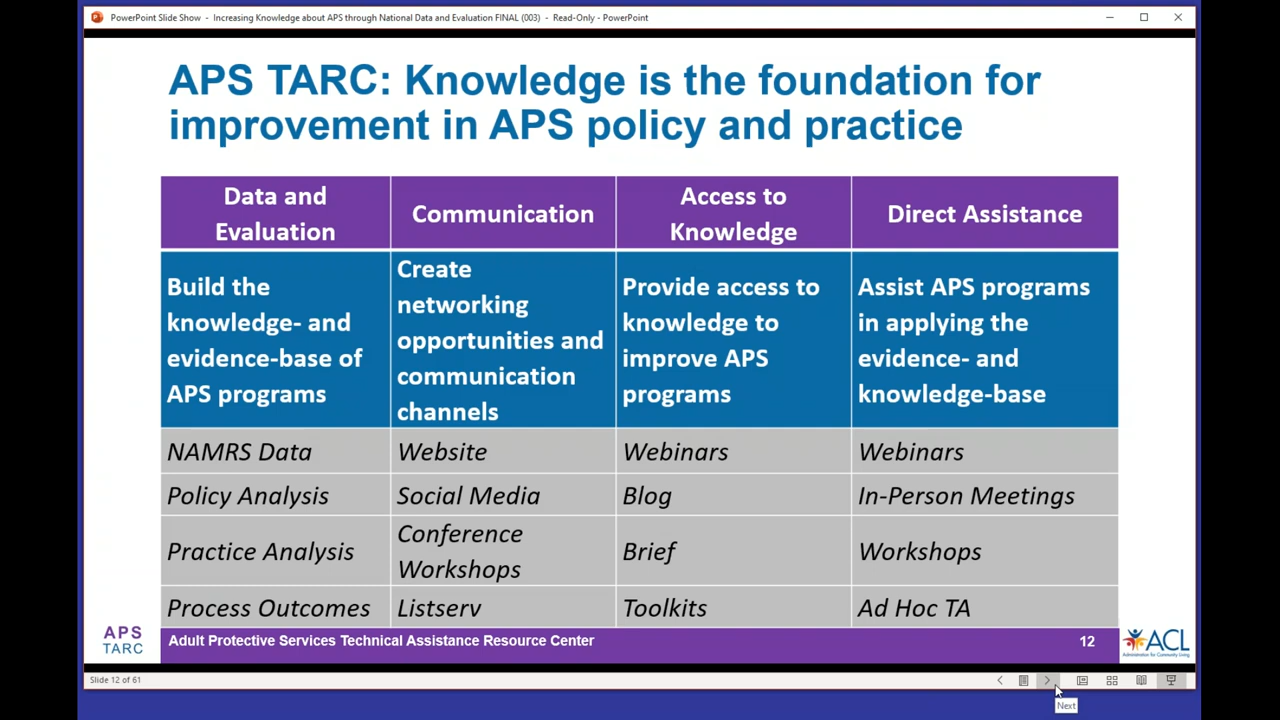 PowerPoint Slide Show - Increasing Knowledge about APS through National Data and Evaluation FINAL (003) - Read-Only - PowerPoint
APS TARC: Knowledge is the foundation for
improvement in APS policy and practice
Data and
Evaluation
Communication
Access to
Knowledge
Direct Assistance
Build the
knowledge- and
evidence-base of
APS programs
Create
networking
opportunities and
communication
channels
Provide access to
knowledge to
improve APS
programs
Assist APS programs
in applying the
evidence- and
knowledge-base
NAMRS Data
Website
Webinars
Webinars
Policy Analysis
Social Media
Blog
In-Person Meetings
Practice Analysis
Conference
Workshops
Brief
Workshops
Process Outcomes
Listserv
Toolkits
Ad Hoc TA
APS
TARC
Adult Protective Services Technical Assistance Resource Center
12
ACL
Administration for Community Living
Slide 12 of 61
Next